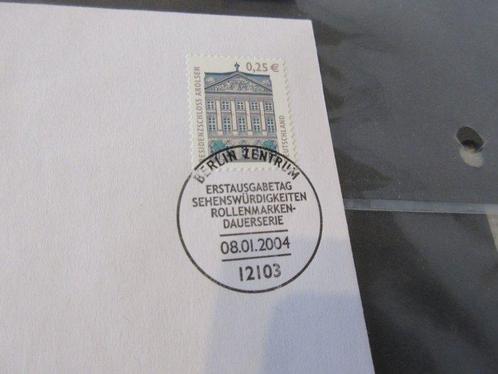 0,25 €
RESIDENZSCHLOSS AROLSEN
DEUTSCHLAND
BERLIN ZENTRUM
ERSTAUSGABETAG
SEHENSWÜRDIGKEITEN
ROLLENMARKEN-
DAUERSERIE
08.01.2004
12103